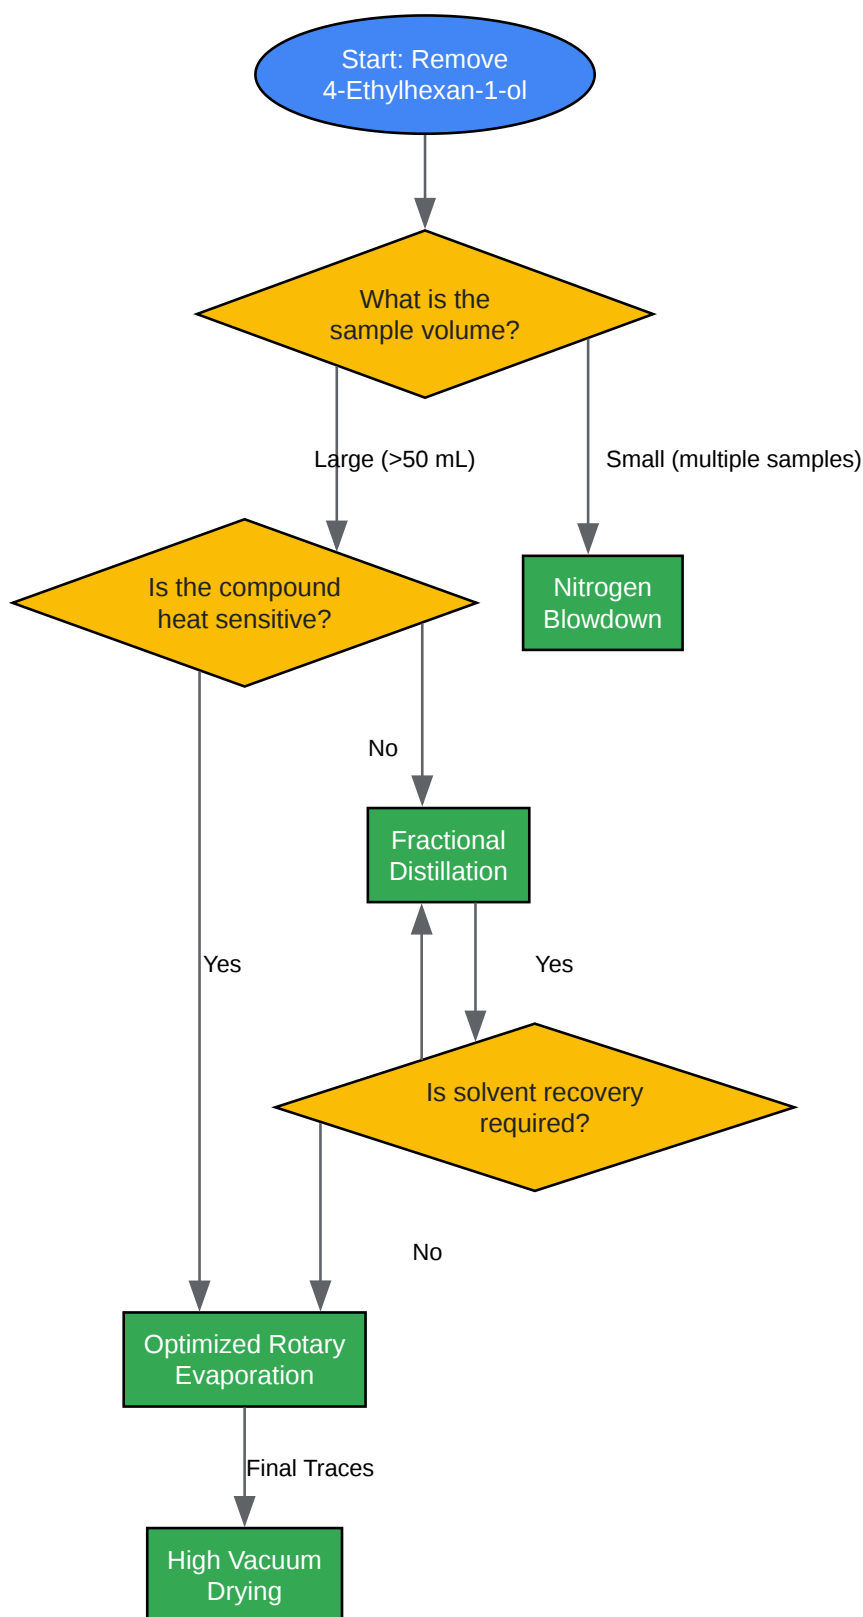 Start: Remove
4-Ethylhexan-1-ol
What is the
sample volume?
Large (>50 mL)
Small (multiple samples)
Is the compound
heat sensitive?
Nitrogen
Blowdown
No
Fractional
Distillation
Yes
Yes
Is solvent recovery
required?
No
Optimized Rotary
Evaporation
Final Traces
High Vacuum
Drying